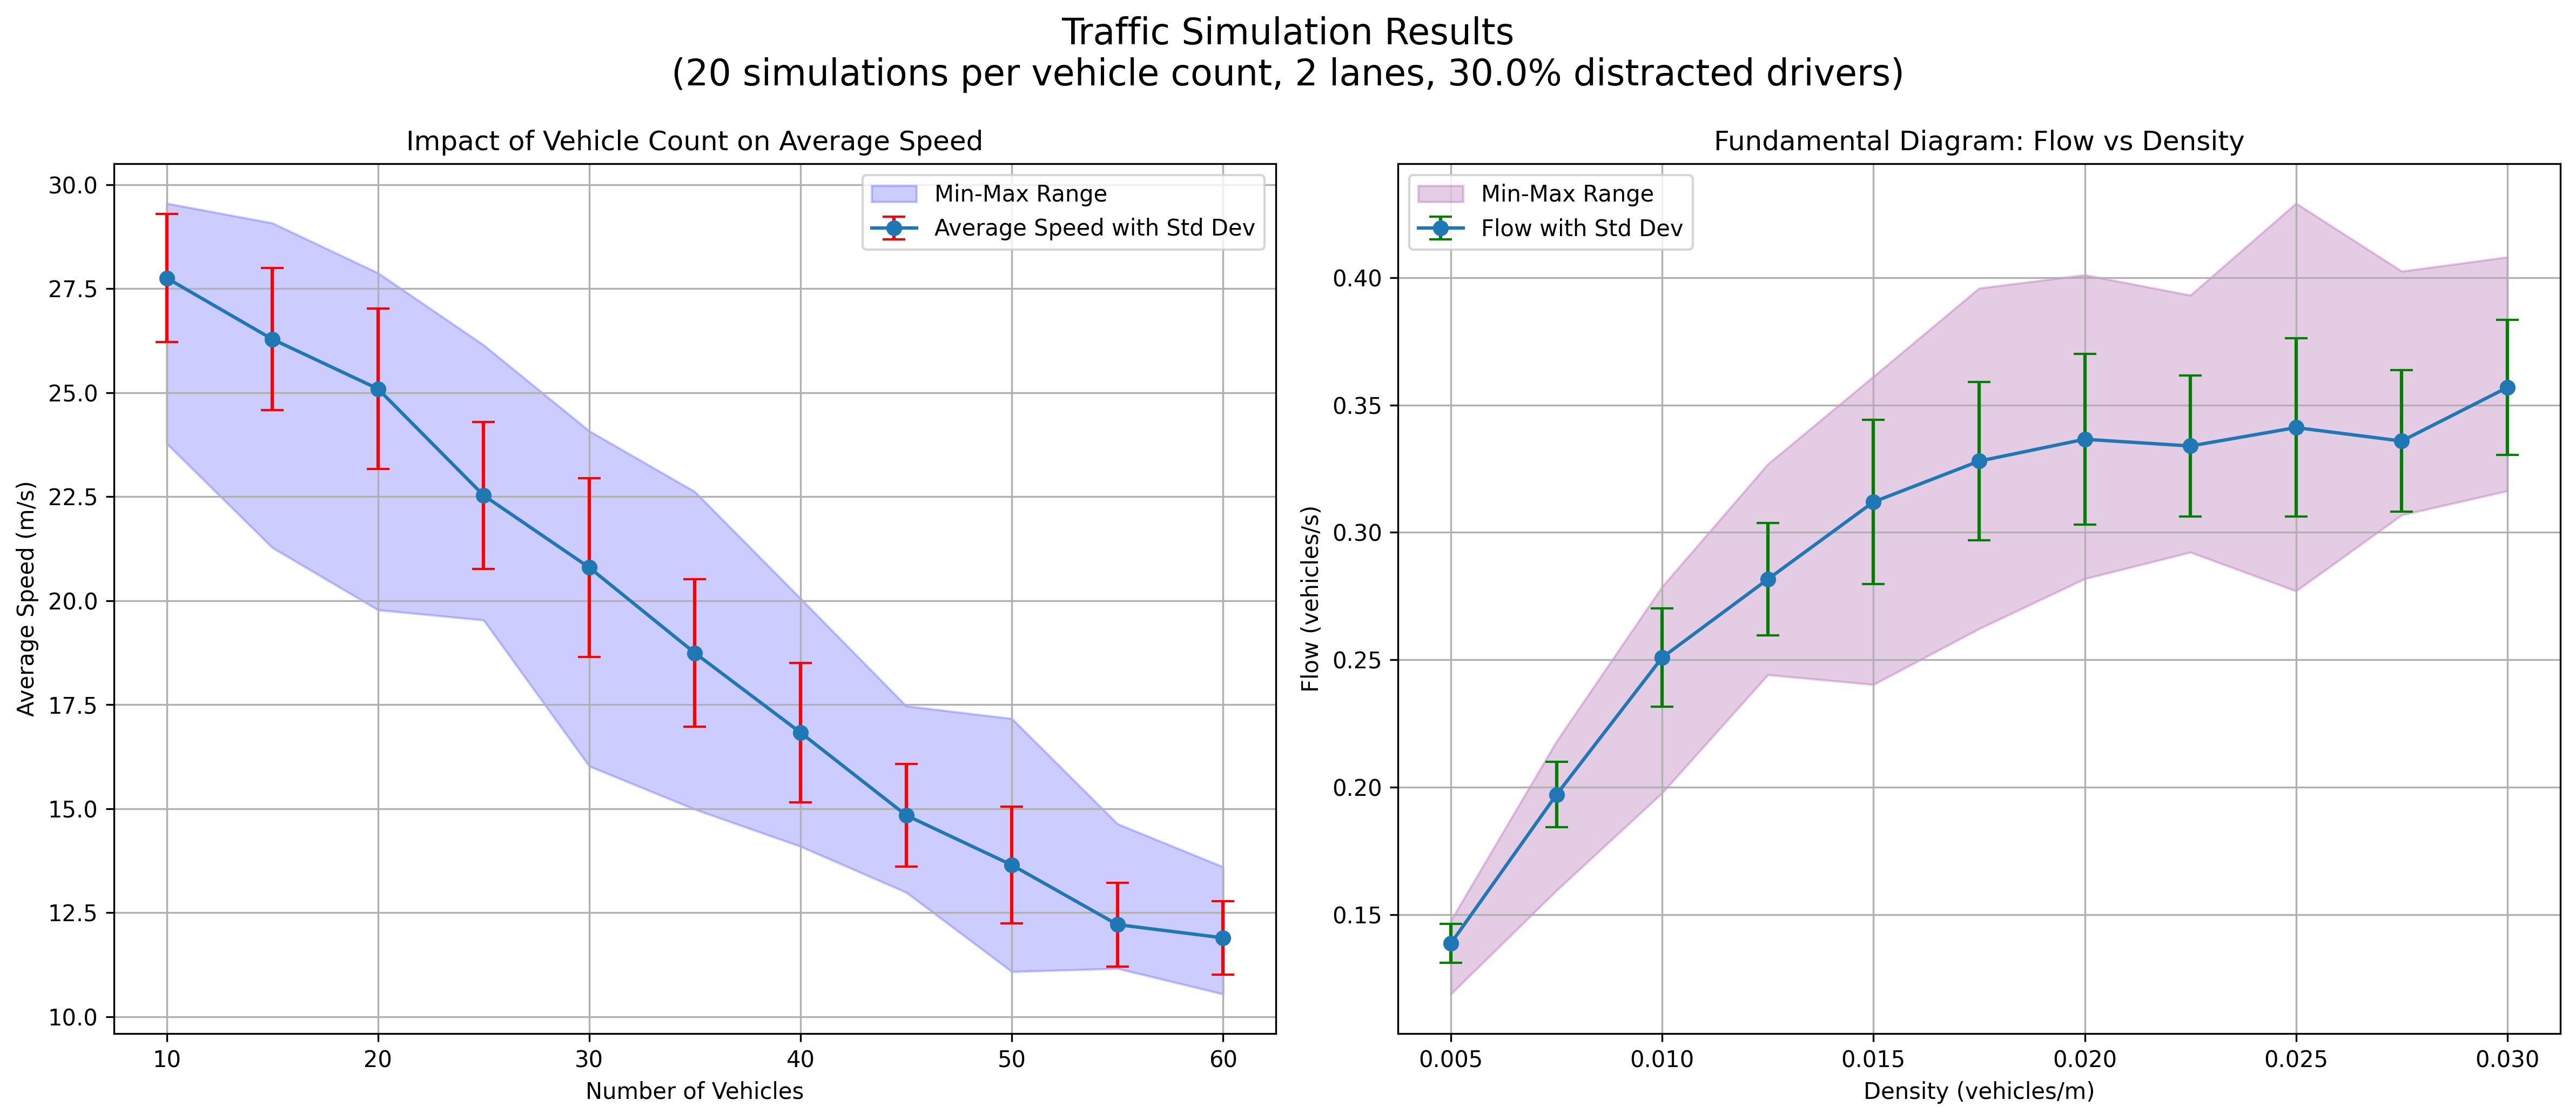 Traffic Simulation Results
(20 simulations per vehicle count, 2 lanes, 30.0% distracted drivers)
Impact of Vehicle Count on Average Speed
Min-Max Range
Average Speed with Std Dev
Average Speed (m/s)
30.0
27.5
25.0
22.5
20.0
17.5
15.0
12.5
10.0
10 20 30 40 50 60
Number of Vehicles
Fundamental Diagram: Flow vs Density
Min-Max Range
Flow with Std Dev
Flow (vehicles/s)
0.40
0.35
0.30
0.25
0.20
0.15
0.005 0.010 0.015 0.020 0.025 0.030
Density (vehicles/m)